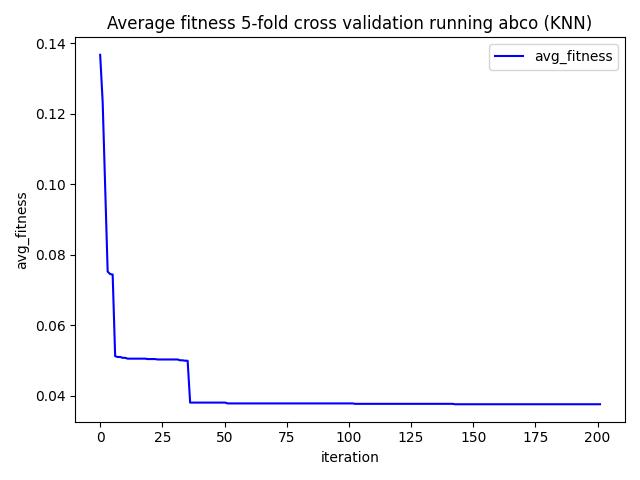 Average fitness 5-fold cross validation running abco (KNN)
avg_fitness
0.14
0.12
0.10
0.08
0.06
0.04
avg_fitness
0 25 50 75 100 125 150 175 200
iteration